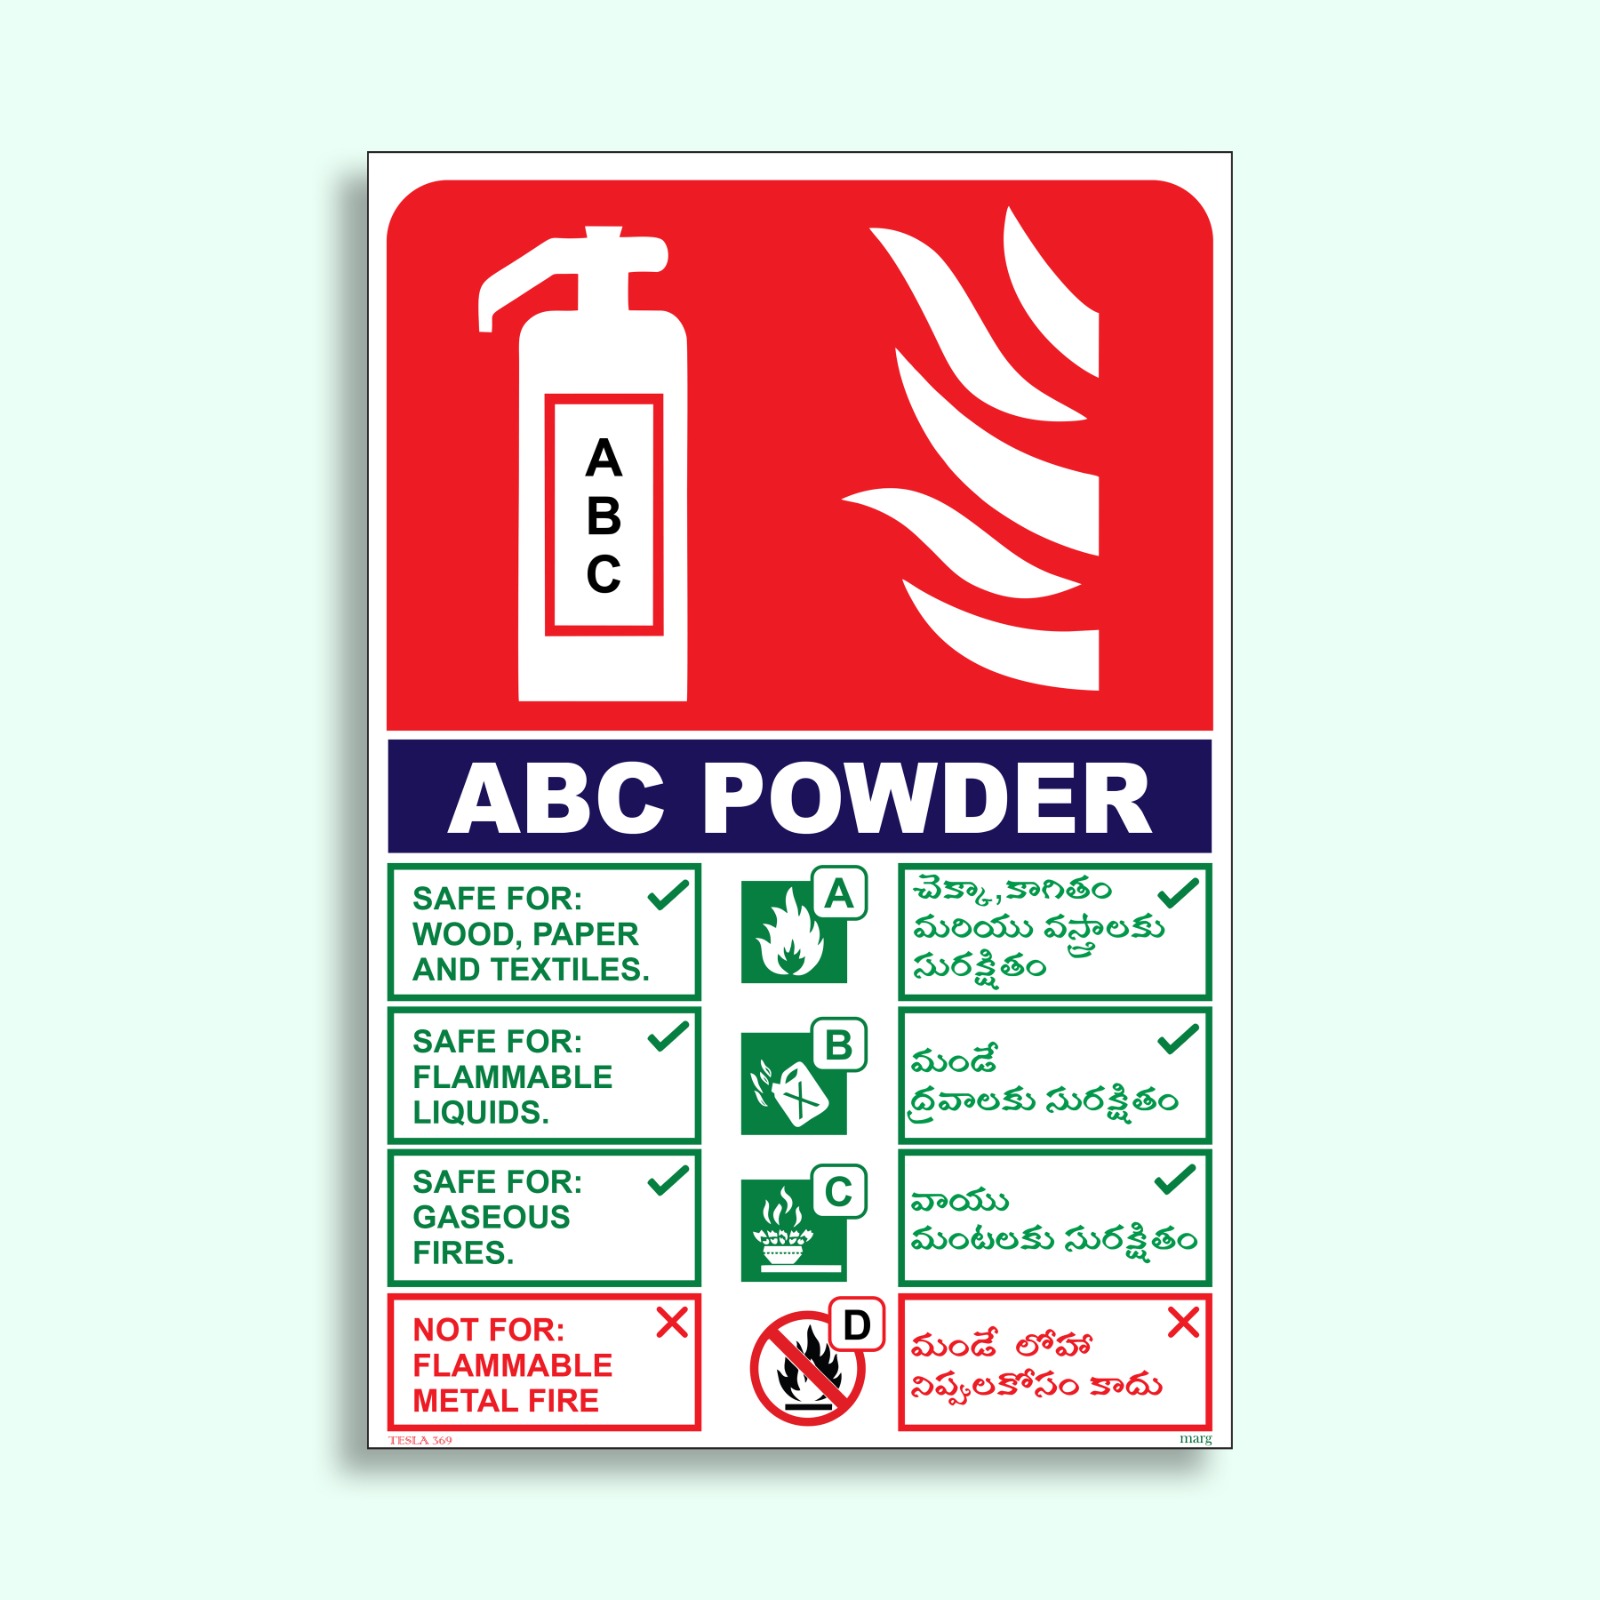 A
B
C
ABC POWDER
SAFE FOR:
WOOD, PAPER
AND TEXTILES.
A
చెక్కా,కాగితం
మరియు వస్త్రాలకు
సురక్షితం
SAFE FOR:
FLAMMABLE
LIQUIDS.
B
మండే
ద్రవాలకు సురక్షితం
SAFE FOR:
GASEOUS
FIRES.
C
వాయు
మంటలకు సురక్షితం
NOT FOR:
FLAMMABLE
METAL FIRE
D
మండే లోహా
నిప్పులకోసం కాదు
TESLA 369
marg